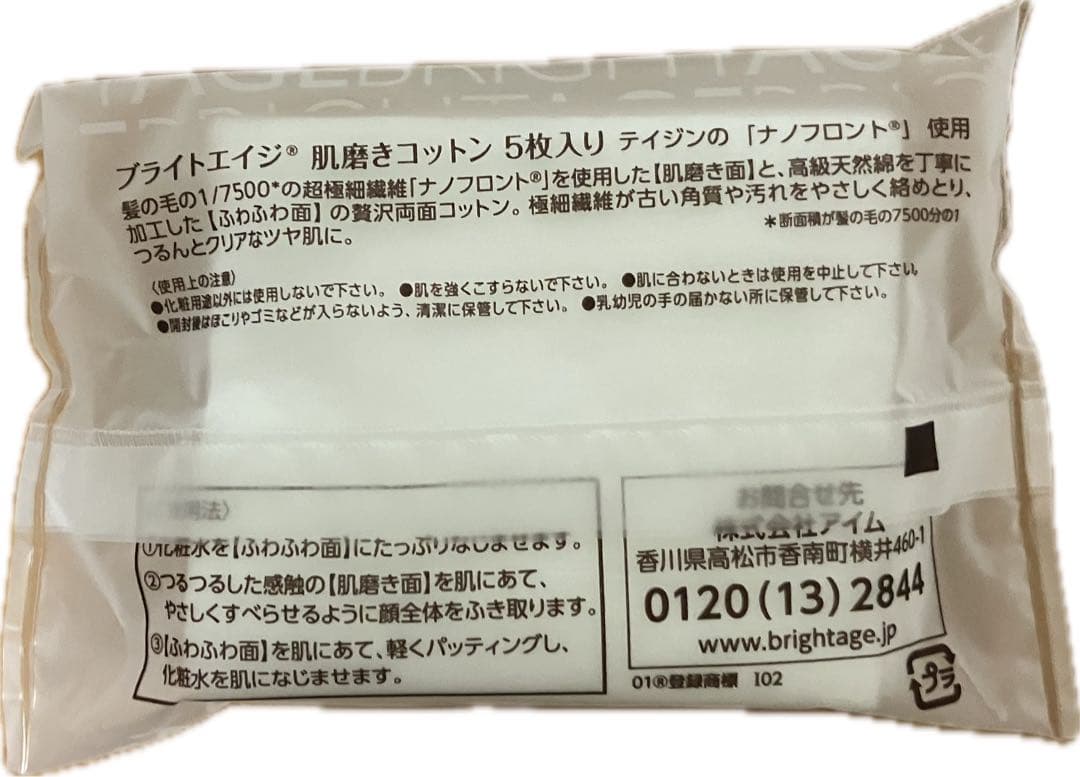 AGEBRIGHTAGE
ブライトエイジ® 肌磨きコットン 5枚入り テイジンの「ナノフロント®」使用
髪の毛の1/7500*の超極細繊維「ナノフロント®」を使用した【肌磨き面】と、高級天然綿を丁寧に
加工した【ふわふわ面】の贅沢両面コットン。極細繊維が古い角質や汚れをやさしく絡めとり、
つるんとクリアなツヤ肌に。
*断面積が髪の毛の7500分の1
〈使用上の注意〉
●化粧用途以外には使用しないで下さい。 ●肌を強くこすらないで下さい。 ●肌に合わないときは使用を中止して下さい。
●開封後はほこりやゴミなどが入らないよう、清潔に保管して下さい。 ●乳幼児の手の届かない所に保管して下さい。
用法〉
①化粧水を【ふわふわ面】にたっぷりなじませます。
②つるつるした感触の【肌磨き面】を肌にあて、
やさしくすべらせるように顔全体をふき取ります。
③【ふわふわ面】を肌にあて、軽くパッティングし、
化粧水を肌になじませます。
お問合せ先
株式会社アイム
香川県高松市香南町横井460-1
0120(13)2844
www.brightage.jp
01®登録商標 I02
プラ